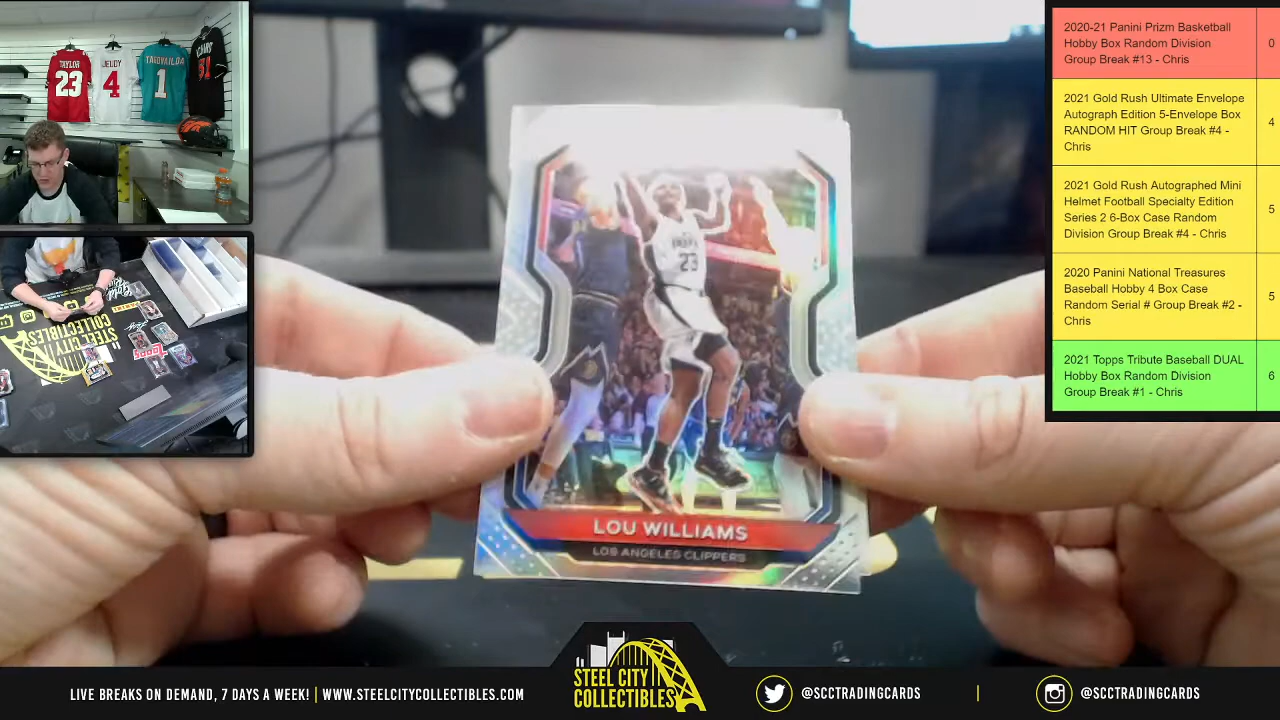 TAYLOR
23
JEUDY
4
TAGOVAILOA
1
STEEL CITY
COLLECTIBLES
23
LOU WILLIAMS
LOS ANGELES CLIPPERS
2020-21 Panini Prizm Basketball
Hobby Box Random Division
Group Break #13 - Chris
0
2021 Gold Rush Ultimate Envelope
Autograph Edition 5-Envelope Box
RANDOM HIT Group Break #4 -
Chris
4
2021 Gold Rush Autographed Mini
Helmet Football Specialty Edition
Series 2 6-Box Case Random
Division Group Break #4 - Chris
5
2020 Panini National Treasures
Baseball Hobby 4 Box Case
Random Serial # Group Break #2 -
Chris
5
2021 Topps Tribute Baseball DUAL
Hobby Box Random Division
Group Break #1 - Chris
6
LIVE BREAKS ON DEMAND, 7 DAYS A WEEK! | WWW.STEELCITYCOLLECTIBLES.COM
STEEL CITY
COLLECTIBLES
@SCCTRADINGCARDS | @SCCTRADINGCARDS